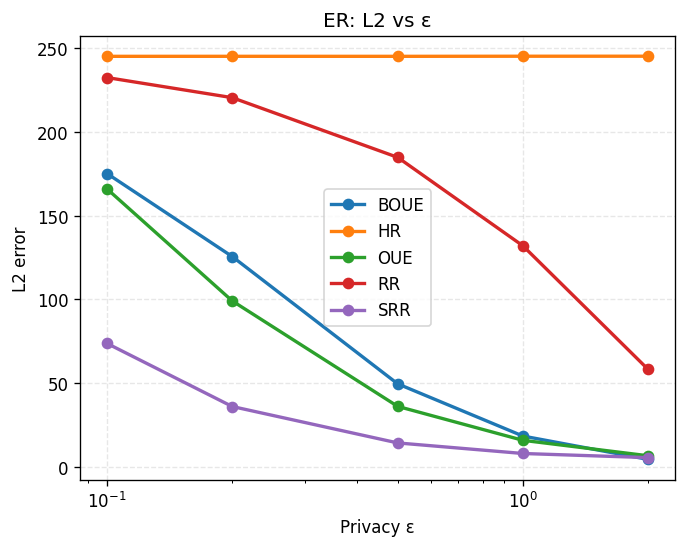 ER: L2 vs ε
L2 error
250
200
150
100
50
0
BOUE
HR
OUE
RR
SRR
10⁻¹
10⁰
Privacy ε